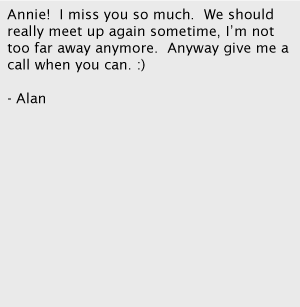 Annie!  I miss you so much.  We should
really meet up again sometime, I'm not
too far away anymore.  Anyway give me a
call when you can. :)

- Alan